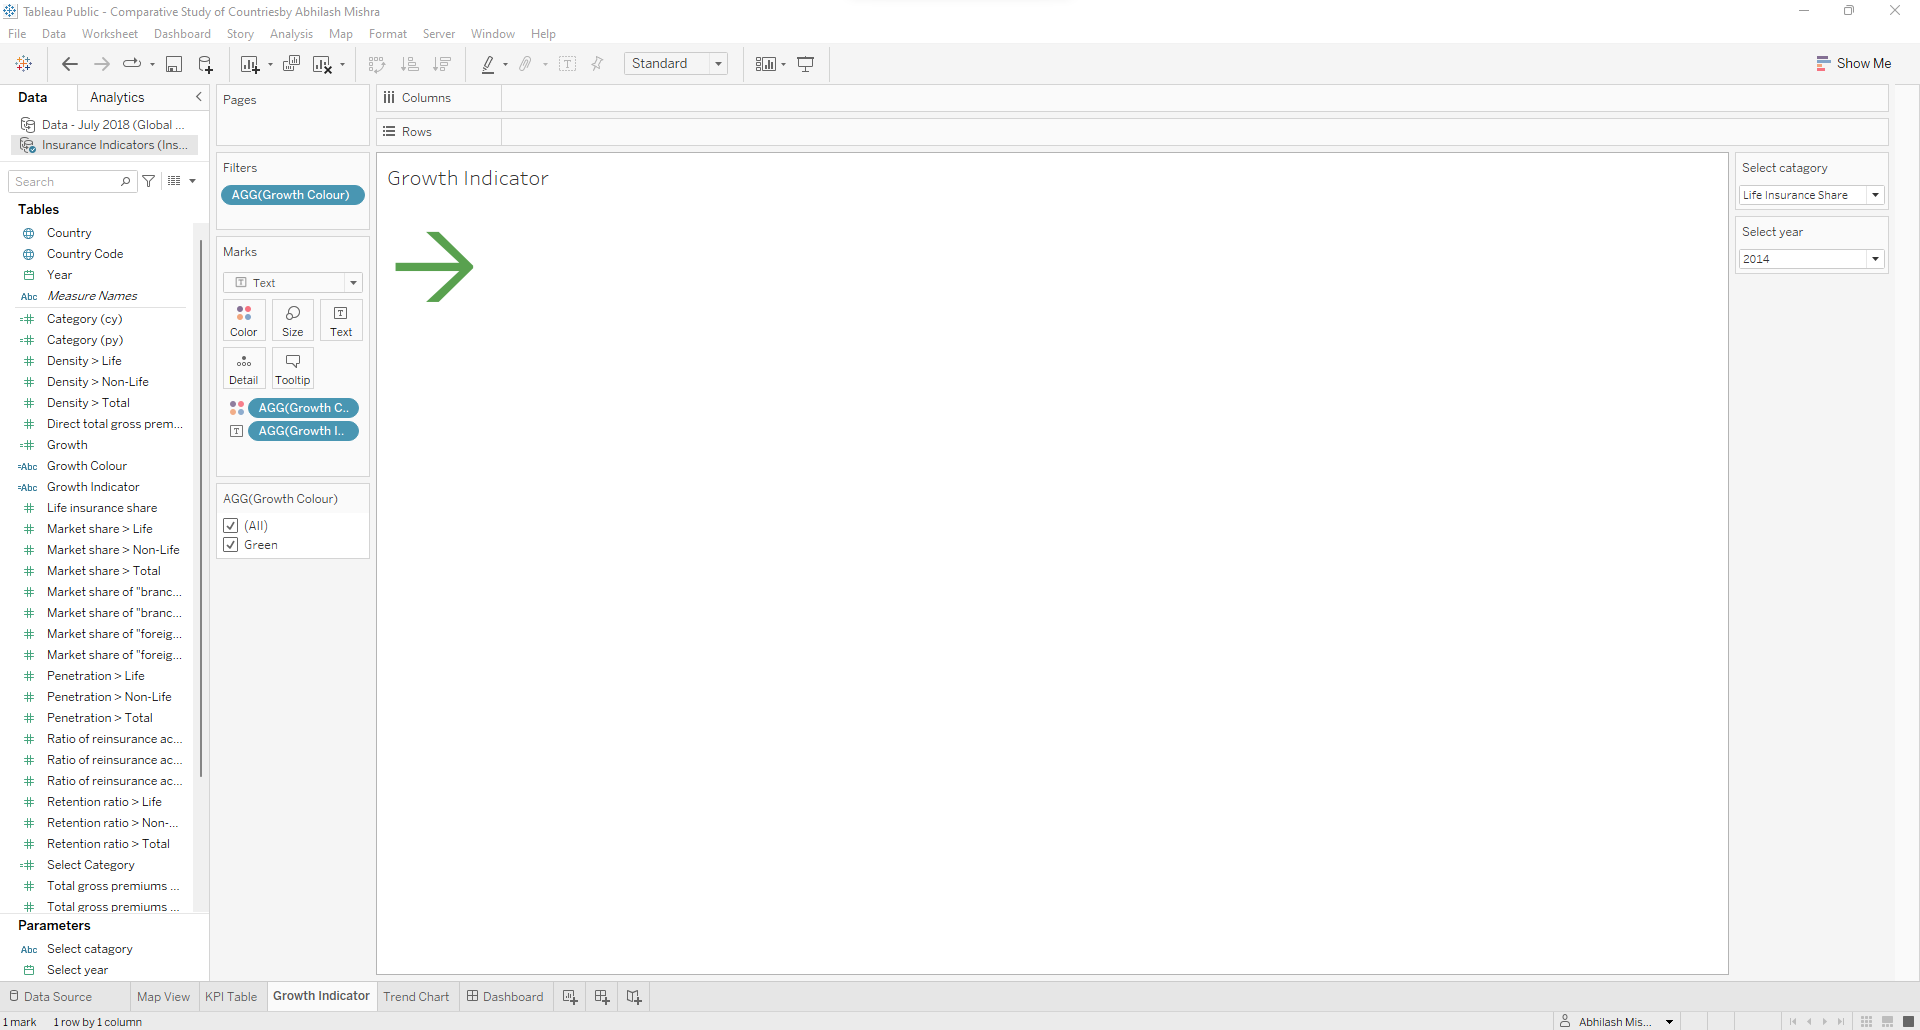 Tableau Public - Comparative Study of Countriesby Abhilash Mishra
File Data Worksheet Dashboard Story Analysis Map Format Server Window Help
Standard
Show Me
Data Analytics
Data - July 2018 (Global ...
Insurance Indicators (Ins...
Search
Tables
Country
Country Code
Year
Abc Measure Names
=# Category (cy)
=# Category (py)
# Density > Life
# Density > Non-Life
# Density > Total
# Direct total gross prem...
=# Growth
=Abc Growth Colour
=Abc Growth Indicator
# Life insurance share
# Market share > Life
# Market share > Non-Life
# Market share > Total
# Market share of "branc...
# Market share of "branc...
# Market share of "foreig...
# Market share of "foreig...
# Penetration > Life
# Penetration > Non-Life
# Penetration > Total
# Ratio of reinsurance ac...
# Ratio of reinsurance ac...
# Ratio of reinsurance ac...
# Retention ratio > Life
# Retention ratio > Non-...
# Retention ratio > Total
=# Select Category
# Total gross premiums ...
# Total gross premiums ...
Parameters
Abc Select catagory
Select year
Pages
Filters
AGG(Growth Colour)
Marks
T Text
Color Size Text
Detail Tooltip
AGG(Growth C..
AGG(Growth I..
AGG(Growth Colour)
(All)
Green
Columns
Rows
Growth Indicator
Select catagory
Life Insurance Share
Select year
2014
Data Source Map View KPI Table Growth Indicator Trend Chart Dashboard
1 mark 1 row by 1 column
Abhilash Mis...